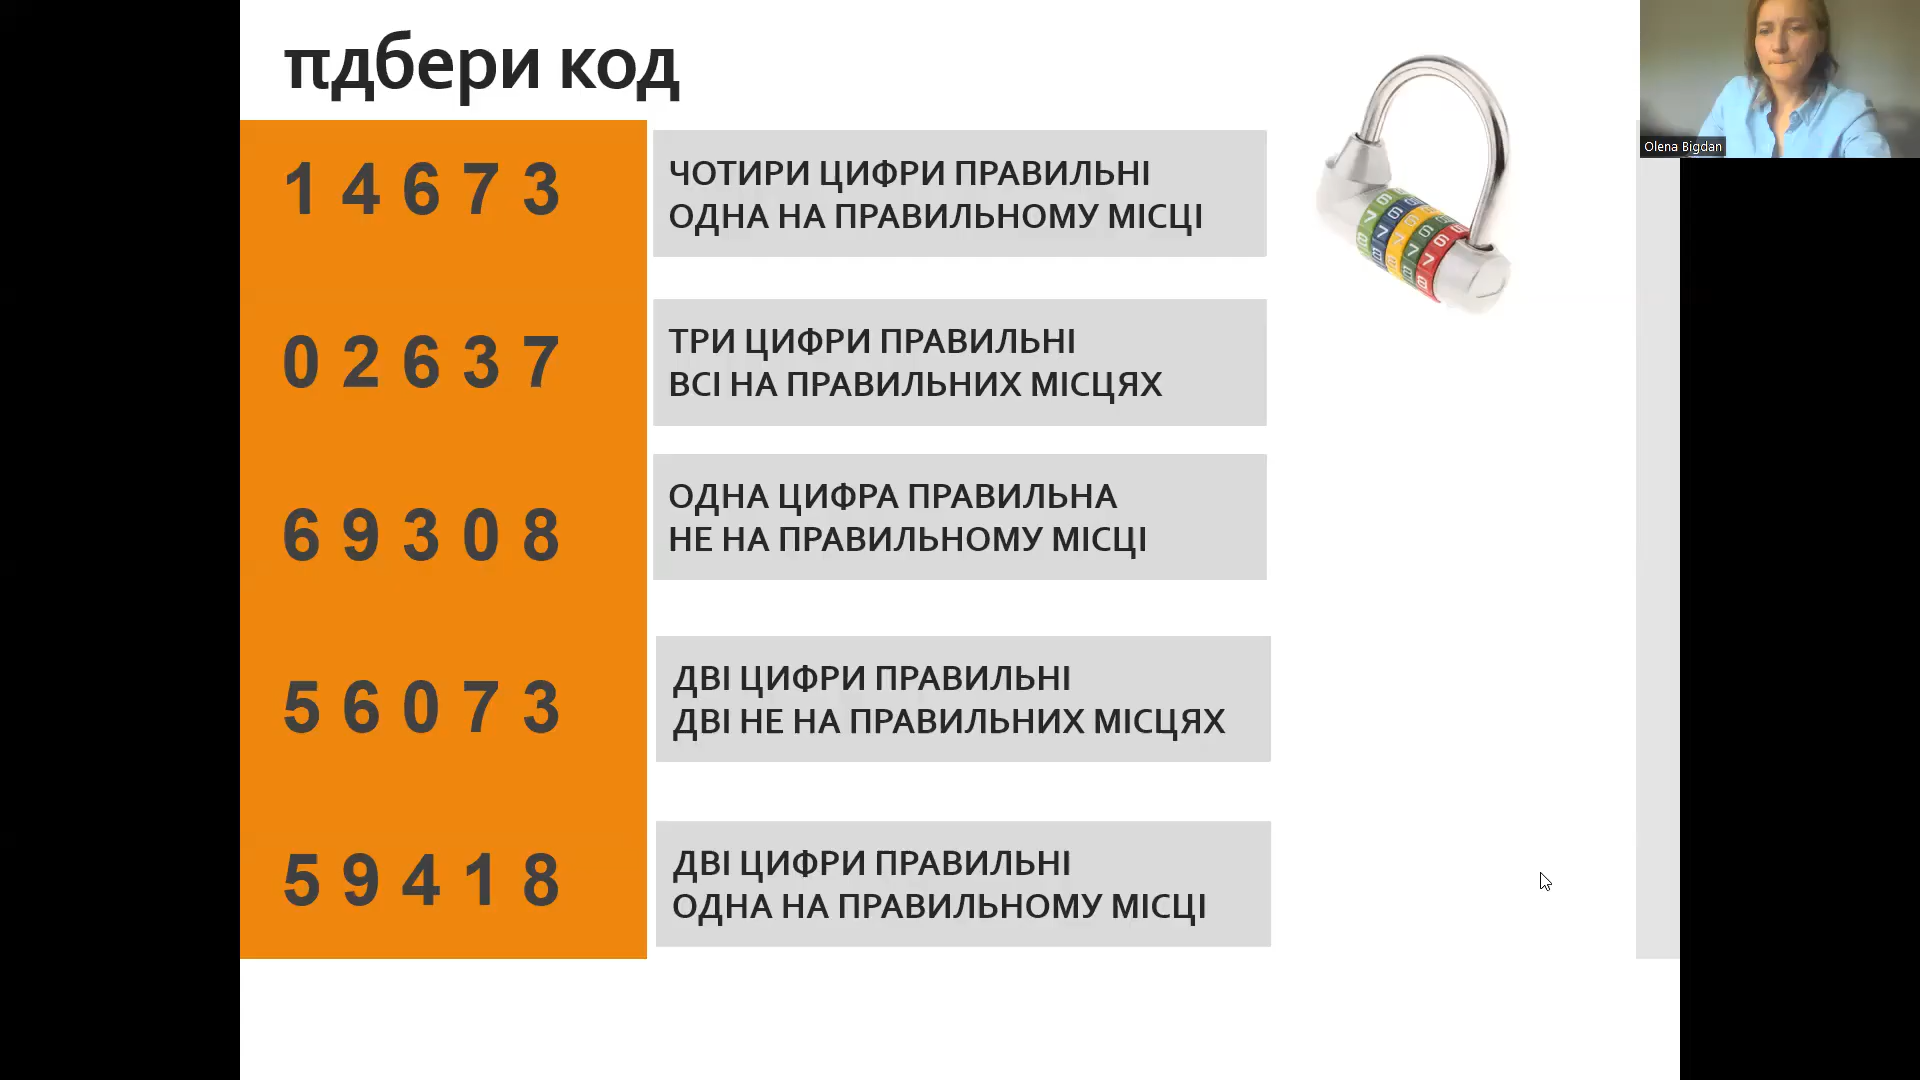 πдбери код
1 4 6 7 3
ЧОТИРИ ЦИФРИ ПРАВИЛЬНІ
ОДНА НА ПРАВИЛЬНОМУ МІСЦІ
0 2 6 3 7
ТРИ ЦИФРИ ПРАВИЛЬНІ
ВСІ НА ПРАВИЛЬНИХ МІСЦЯХ
6 9 3 0 8
ОДНА ЦИФРА ПРАВИЛЬНА
НЕ НА ПРАВИЛЬНОМУ МІСЦІ
5 6 0 7 3
ДВІ ЦИФРИ ПРАВИЛЬНІ
ДВІ НЕ НА ПРАВИЛЬНИХ МІСЦЯХ
5 9 4 1 8
ДВІ ЦИФРИ ПРАВИЛЬНІ
ОДНА НА ПРАВИЛЬНОМУ МІСЦІ
Olena Bigdan